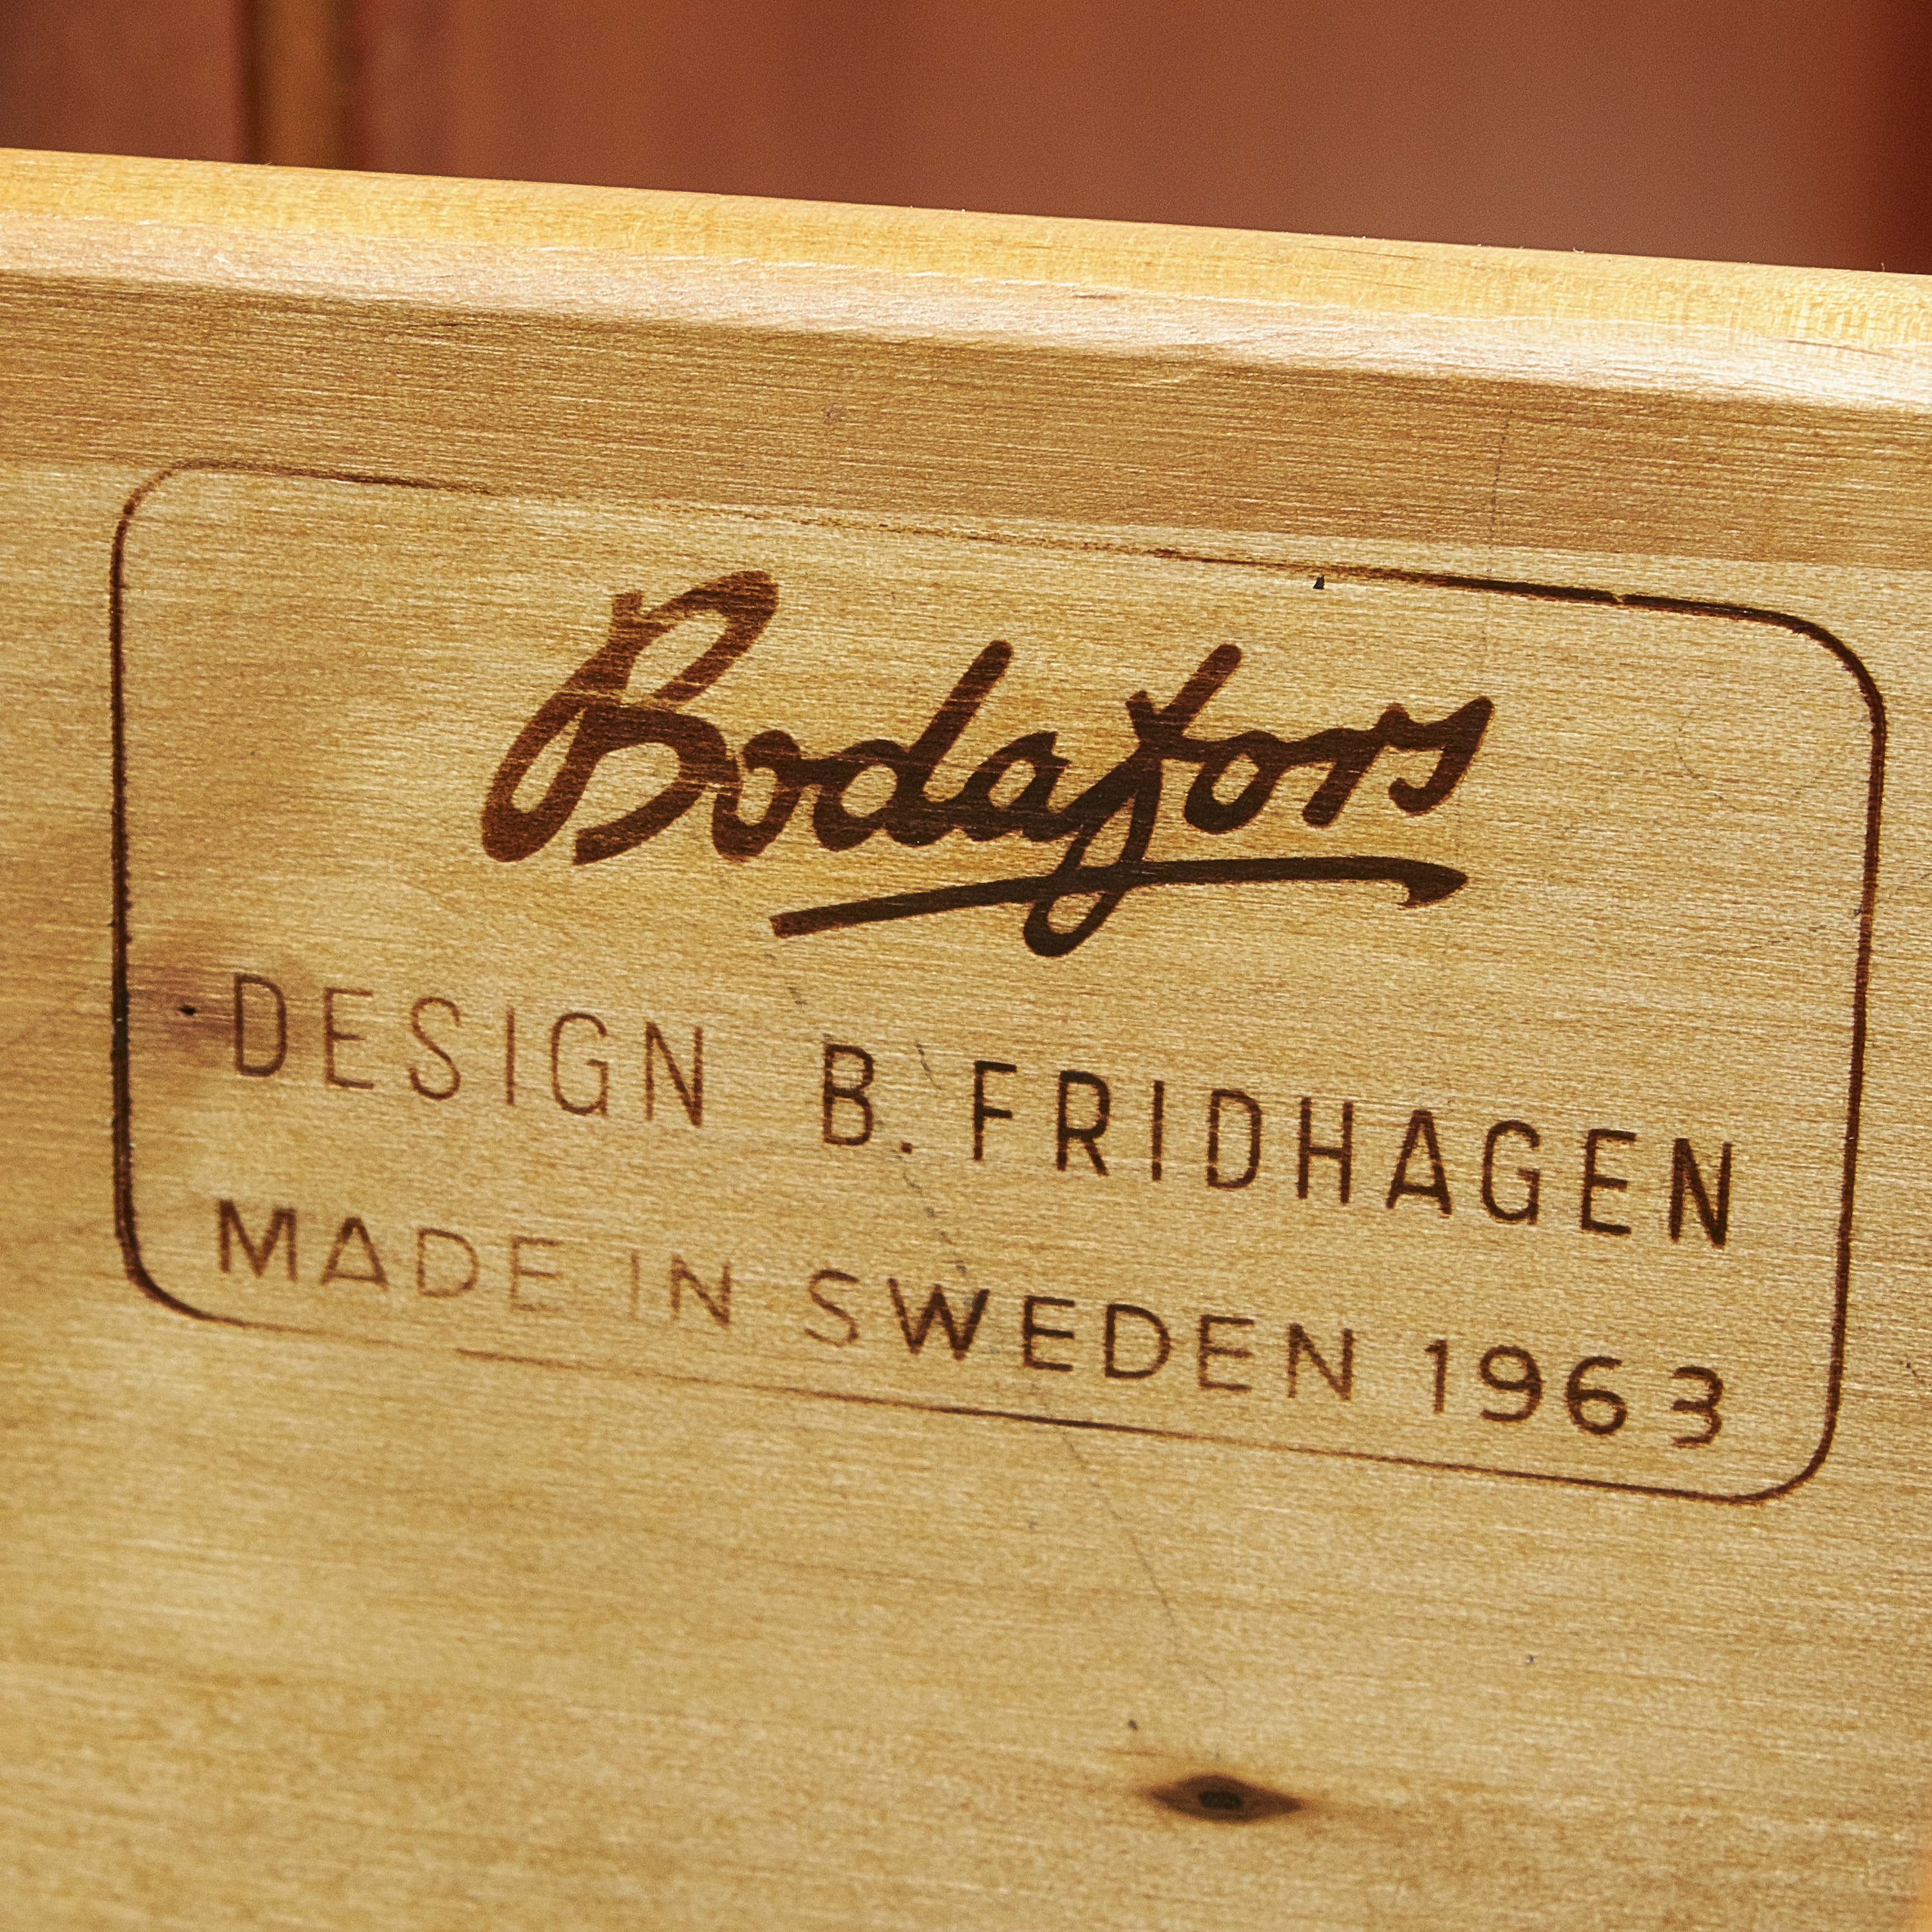 Bodafors
DESIGN B. FRIDHAGEN
MADE IN SWEDEN 1963